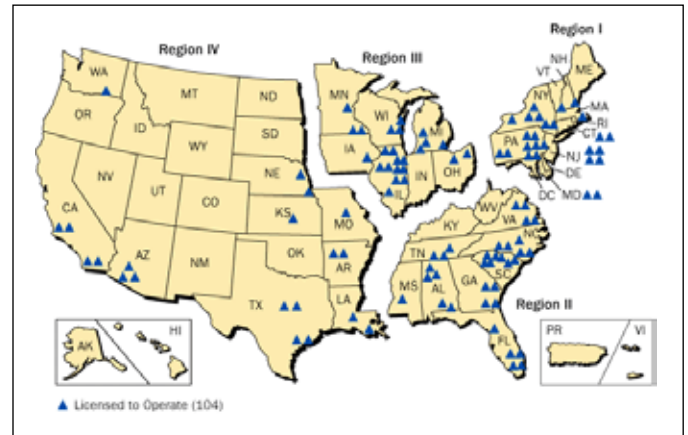 Region I
Region IV
Region III
NH
VT
ME
WA
MT
ND
MN
WI
MI
NY
MA
RI
CT
OR
ID
SD
WY
IA
PA
NJ
DE
NE
IL
IN
OH
DC
MD
NV
UT
CO
KS
MO
WV
VA
KY
CA
AZ
NM
OK
AR
TN
NC
SC
TX
LA
MS
AL
GA
Region II
FL
AK
HI
PR
VI
Licensed to Operate (104)